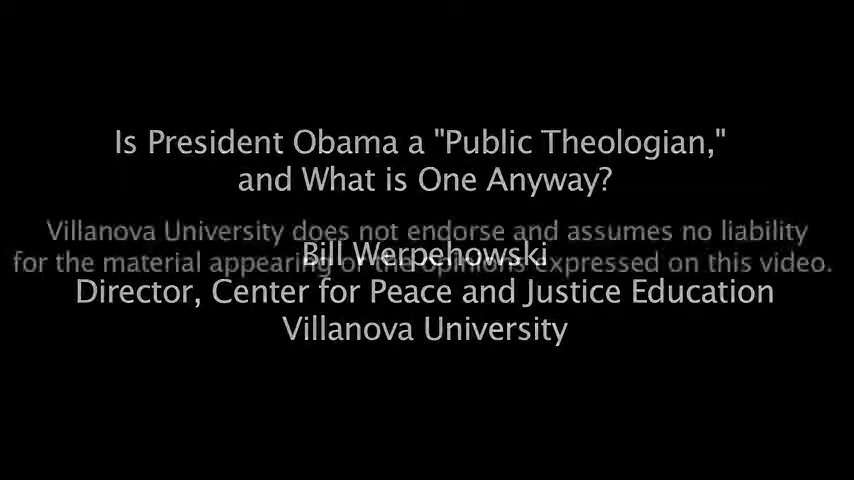 Is President Obama a "Public Theologian,"
and What is One Anyway?
Villanova University does not endorse and assumes no liability
Bill Werpehowski
for the material appearing or the opinions expressed on this video.
Director, Center for Peace and Justice Education
Villanova University